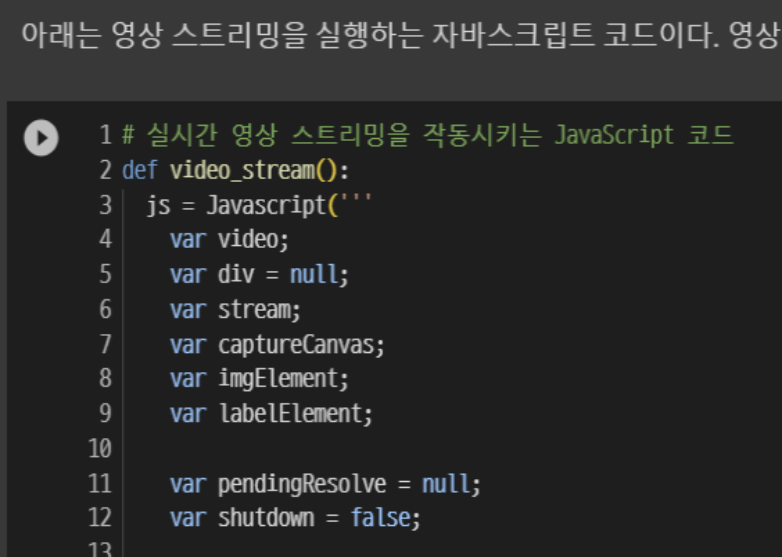 아래는 영상 스트리밍을 실행하는 자바스크립트 코드이다. 영상
1 # 실시간 영상 스트리밍을 작동시키는 JavaScript 코드
2 def video_stream():
3 js = Javascript('''
4 var video;
5 var div = null;
6 var stream;
7 var captureCanvas;
8 var imgElement;
9 var labelElement;
10
11 var pendingResolve = null;
12 var shutdown = false;
13